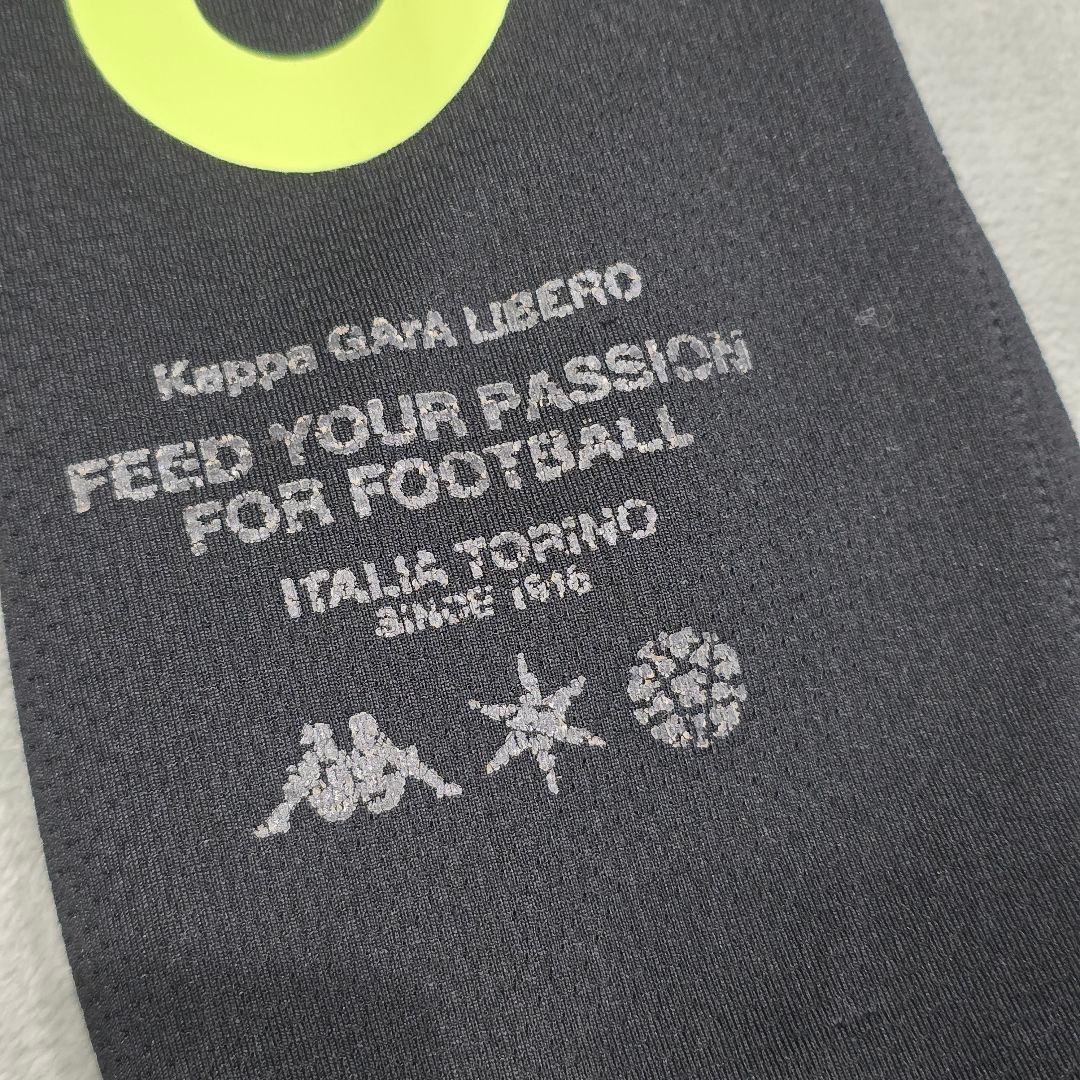 Kappa GArA LIBERO
FEED YOUR PASSION
FOR FOOTBALL
ITALIA TORiNO
SiNCE 1916